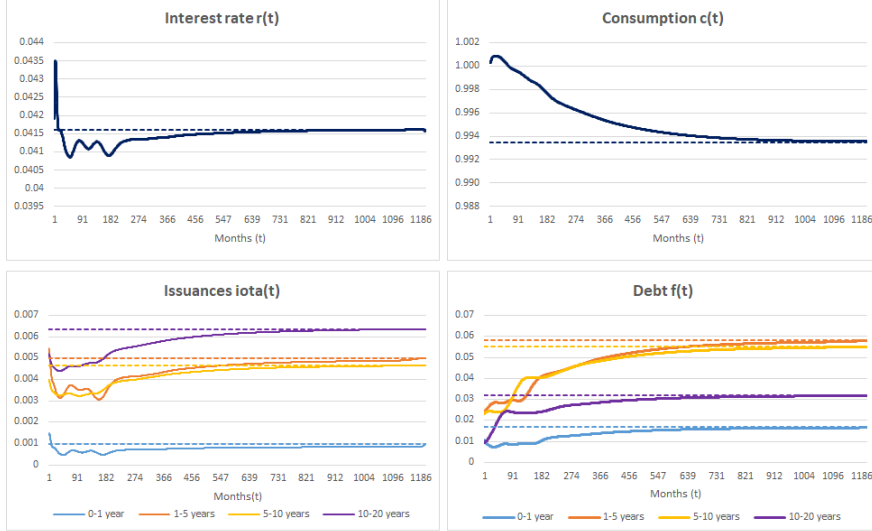 Interest rate r(t)
0.044
0.0435
0.043
0.0425
0.042
0.0415
0.041
0.0405
0.04
0.0395
1 91 182 274 366 456 547 639 731 821 912 1004 1096 1186
Months (t)
Consumption c(t)
1.002
1.000
0.998
0.996
0.994
0.992
0.990
0.988
1 91 182 274 366 456 547 639 731 821 912 1004 1096 1186
Months (t)
Issuances iota(t)
0.007
0.006
0.005
0.004
0.003
0.002
0.001
0
1 91 182 274 366 456 547 639 731 821 912 1004 1096 1186
Months(t)
0-1 year 1-5 years 5-10 years 10-20 years
Debt f(t)
0.07
0.06
0.05
0.04
0.03
0.02
0.01
0
1 91 182 274 366 456 547 639 731 821 912 1004 1096 1186
Months (t)
0-1 year 1-5 years 5-10 years 10-20 years